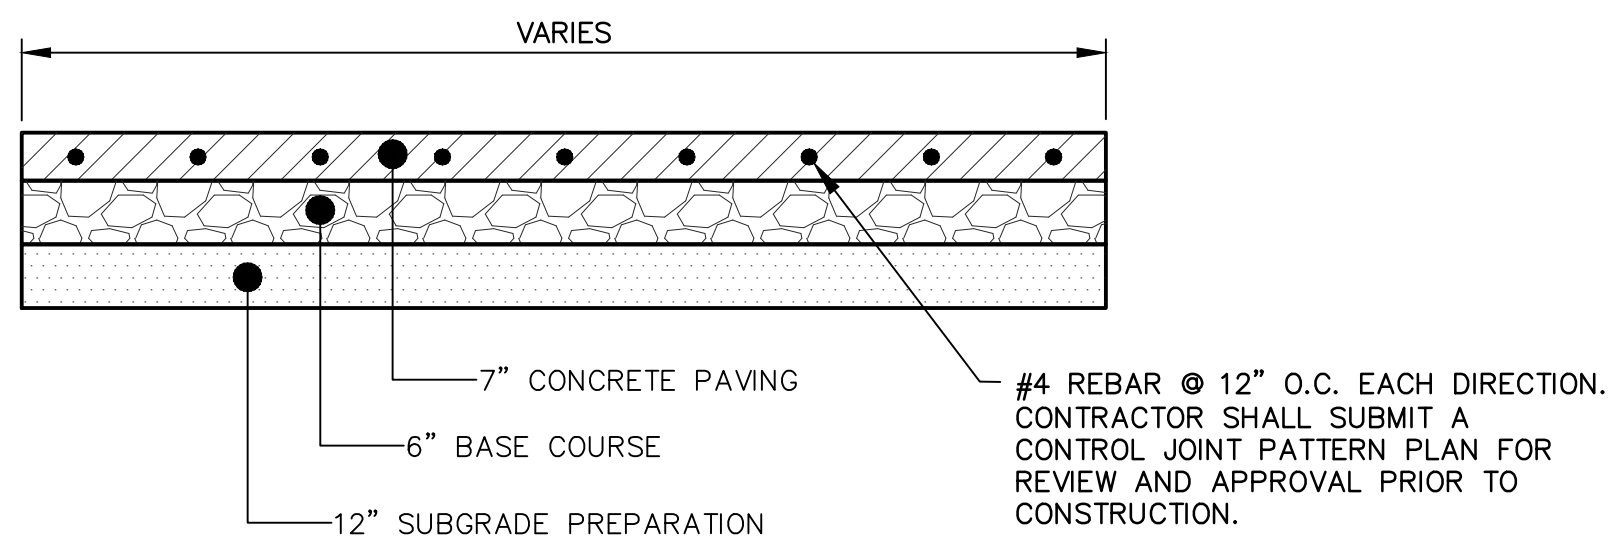 VARIES
7” CONCRETE PAVING
6” BASE COURSE
12” SUBGRADE PREPARATION
#4 REBAR @ 12” O.C. EACH DIRECTION.
CONTRACTOR SHALL SUBMIT A
CONTROL JOINT PATTERN PLAN FOR
REVIEW AND APPROVAL PRIOR TO
CONSTRUCTION.